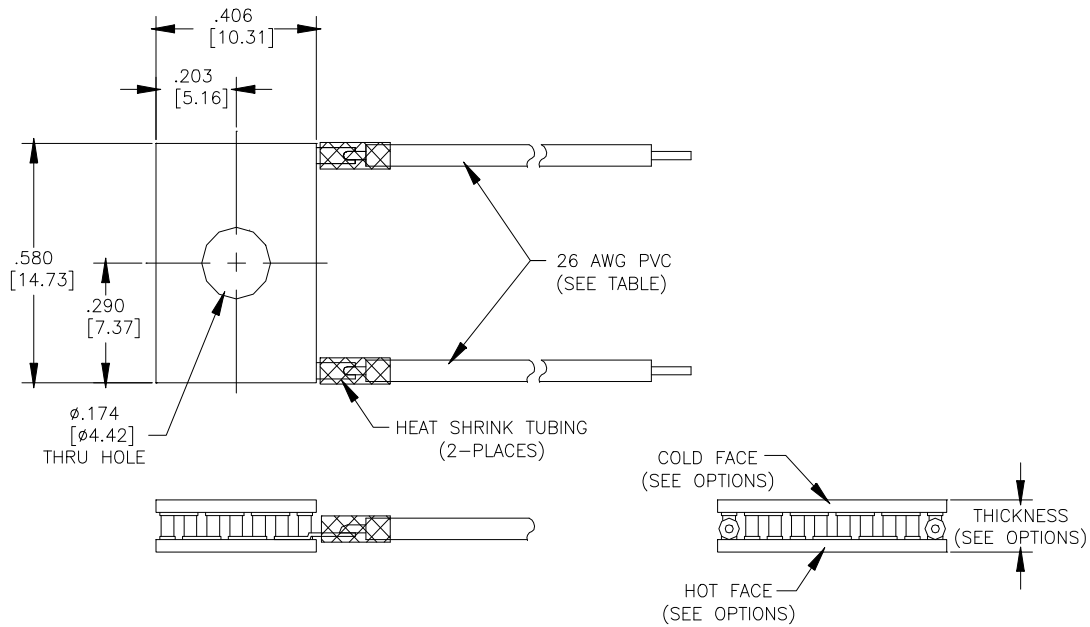 .406
[10.31]
.203
[5.16]
.580
[14.73]
.290
[7.37]
26 AWG PVC
(SEE TABLE)
ø.174
[ø4.42]
THRU HOLE
HEAT SHRINK TUBING
(2-PLACES)
COLD FACE
(SEE OPTIONS)
THICKNESS
(SEE OPTIONS)
HOT FACE
(SEE OPTIONS)